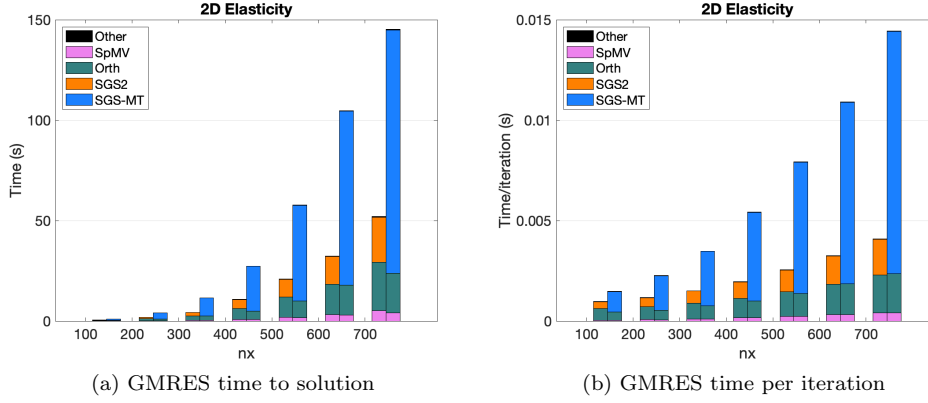 2D Elasticity
150
100
50
0
Time (s)
Other
SpMV
Orth
SGS2
SGS-MT
100 200 300 400 500 600 700
nx
(a) GMRES time to solution
2D Elasticity
0.015
0.01
0.005
0
Time/iteration (s)
Other
SpMV
Orth
SGS2
SGS-MT
100 200 300 400 500 600 700
nx
(b) GMRES time per iteration